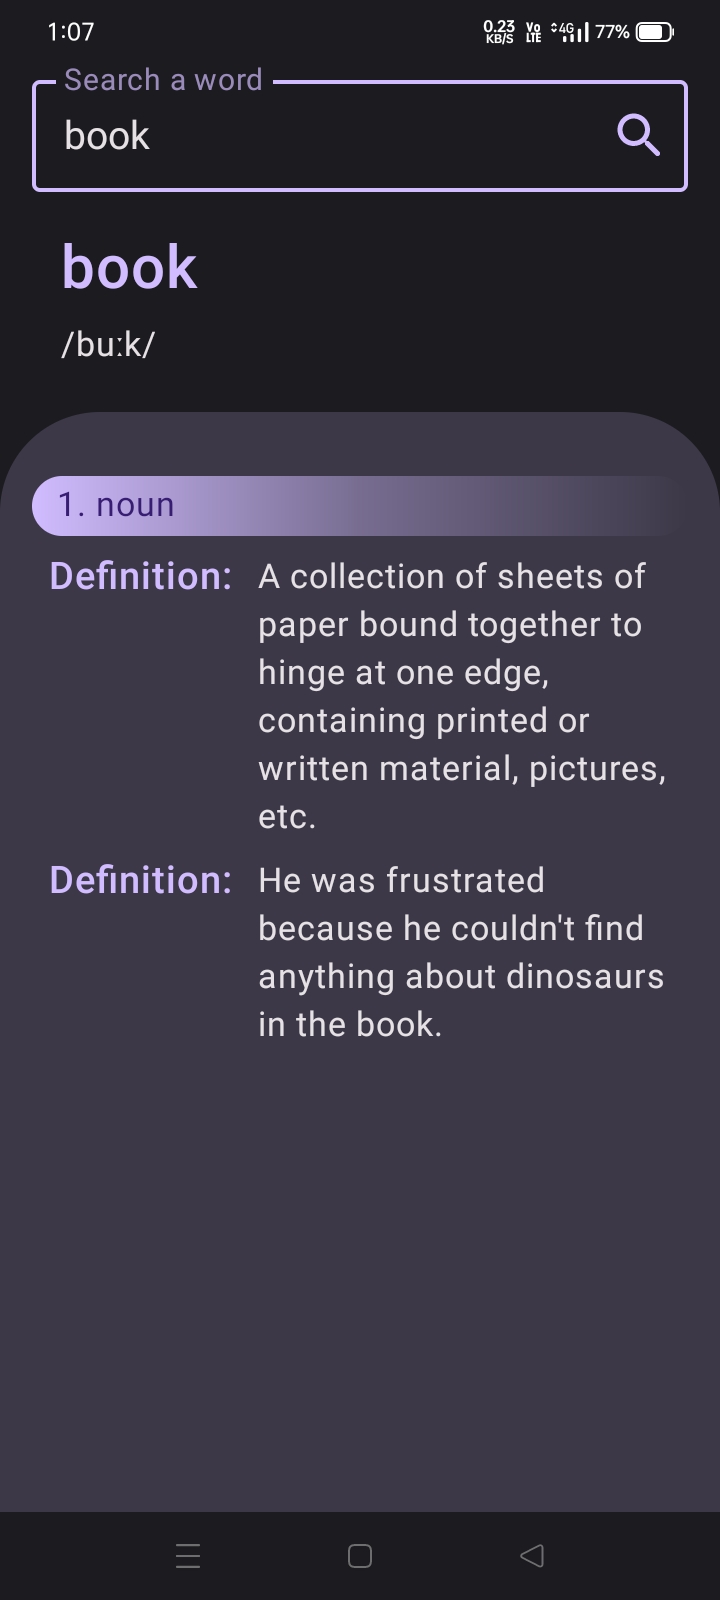 1:07
0.23 KB/S Vo LTE 4G 77%
Search a word
book
book
/buːk/
1. noun
Definition: A collection of sheets of
paper bound together to
hinge at one edge,
containing printed or
written material, pictures,
etc.
Definition: He was frustrated
because he couldn't find
anything about dinosaurs
in the book.